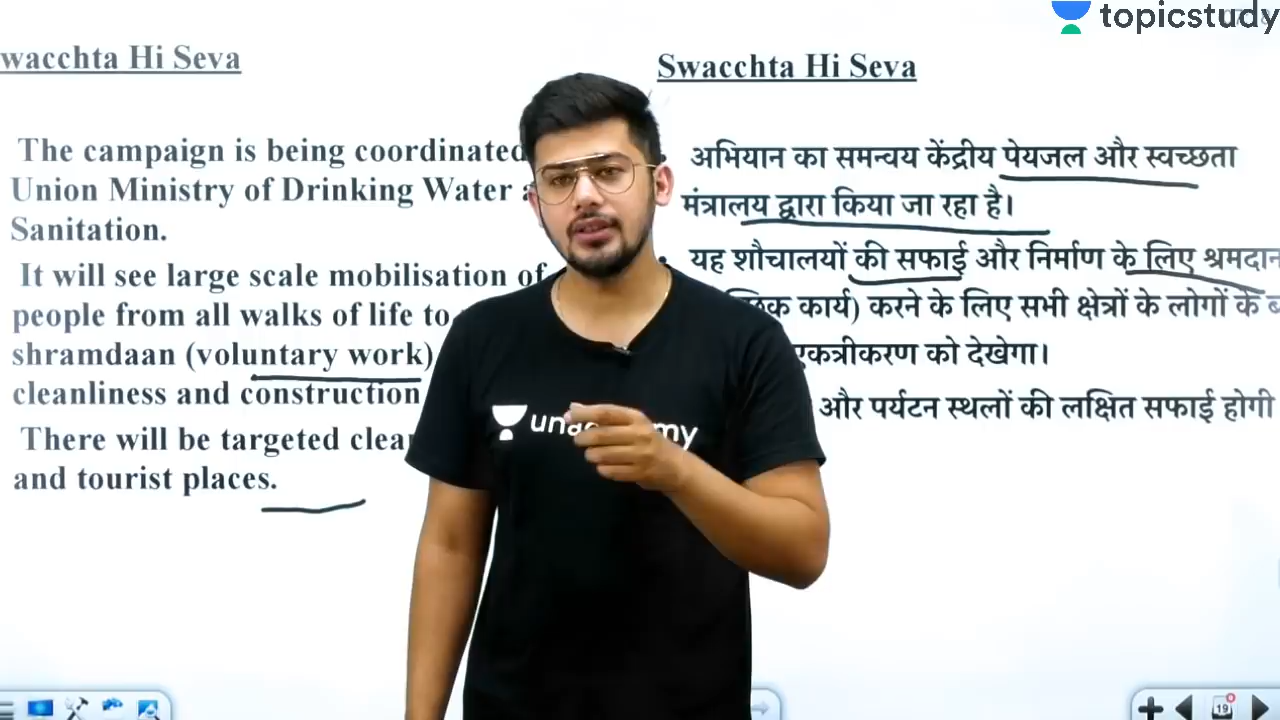 topicstudy
wacchta Hi Seva
The campaign is being coordinated
Union Ministry of Drinking Water
Sanitation.
It will see large scale mobilisation of
people from all walks of life to
shramdaan (voluntary work)
cleanliness and construction
There will be targeted clea
and tourist places.
Swacchta Hi Seva
अभियान का समन्वय केंद्रीय पेयजल और स्वच्छता
मंत्रालय द्वारा किया जा रहा है।
यह शौचालयों की सफाई और निर्माण के लिए श्रमदान
कार्य) करने के लिए सभी क्षेत्रों के लोगों के
एकत्रीकरण को देखेगा।
और पर्यटन स्थलों की लक्षित सफाई होगी
una my
19